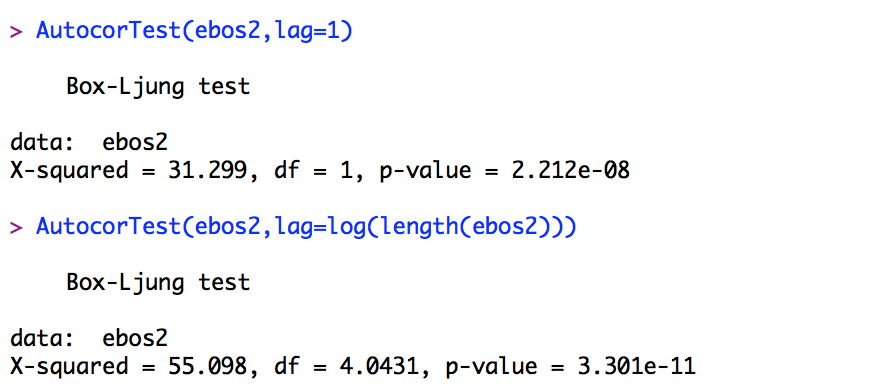 > AutocorTest(ebos2,lag=1)
Box-Ljung test
data:  ebos2
X-squared = 31.299, df = 1, p-value = 2.212e-08
> AutocorTest(ebos2,lag=log(length(ebos2)))
Box-Ljung test
data:  ebos2
X-squared = 55.098, df = 4.0431, p-value = 3.301e-11